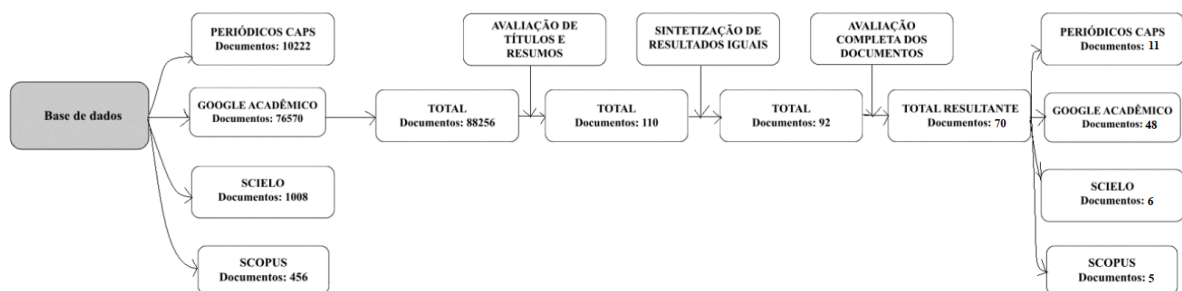 Base de dados
PERIÓDICOS CAPS
Documentos: 10222
GOOGLE ACADÊMICO
Documentos: 76570
SCIELO
Documentos: 1008
SCOPUS
Documentos: 456
TOTAL
Documentos: 88256
AVALIAÇÃO DE
TÍTULOS E
RESUMOS
TOTAL
Documentos: 110
SINTETIZAÇÃO DE
RESULTADOS IGUAIS
TOTAL
Documentos: 92
AVALIAÇÃO
COMPLETA DOS
DOCUMENTOS
TOTAL RESULTANTE
Documentos: 70
PERIÓDICOS CAPS
Documentos: 11
GOOGLE ACADÊMICO
Documentos: 48
SCIELO
Documentos: 6
SCOPUS
Documentos: 5